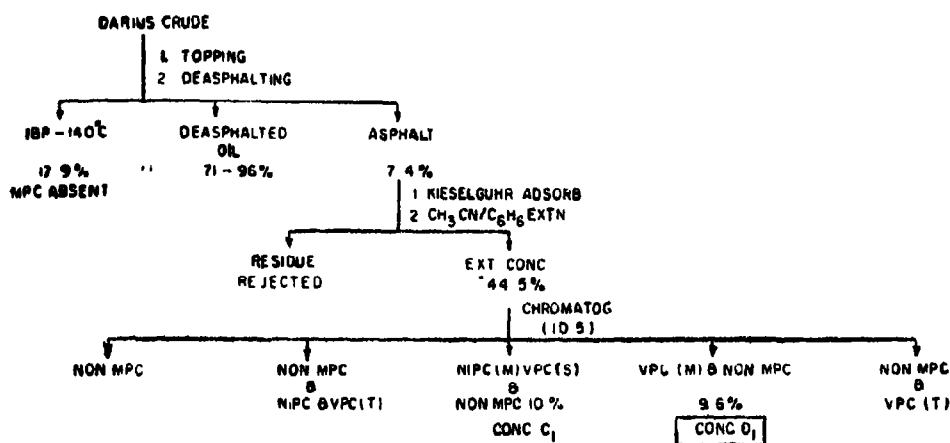 DARIUS CRUDE
1. TOPPING
2 DEASPHALTING
IBP - 140°C
DEASPHALTED
OIL
ASPHALT
17 9%
71 - 96%
7 4%
MPC ABSENT
1 KIESELGUHR ADSORB
2 CH3CN/C6H6 EXTN
RESIDUE
REJECTED
EXT CONC
44 5%
CHROMATOG
(1D 5)
NON MPC
NON MPC
&
NiPC & VPC(T)
NIPC(M) VPC(S)
&
NON MPC 10 %
CONC C1
VPC (M) & NON MPC
9.6%
CONC D1
NON MPC
&
VPC (T)